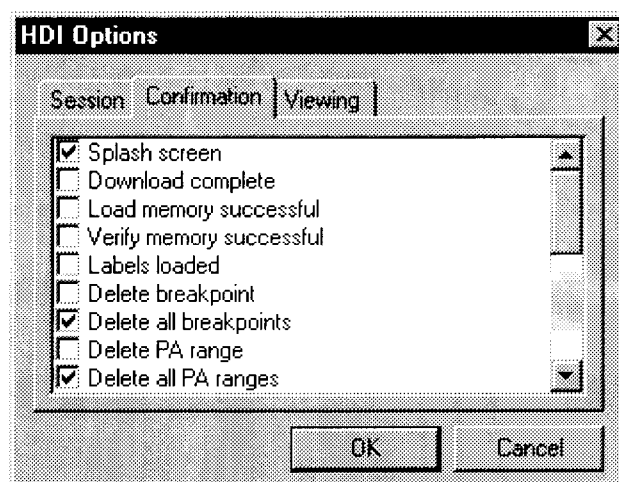 HDI Options
Session Confirmation Viewing
Splash screen
Download complete
Load memory successful
Verify memory successful
Labels loaded
Delete breakpoint
Delete all breakpoints
Delete PA range
Delete all PA ranges
OK Cancel